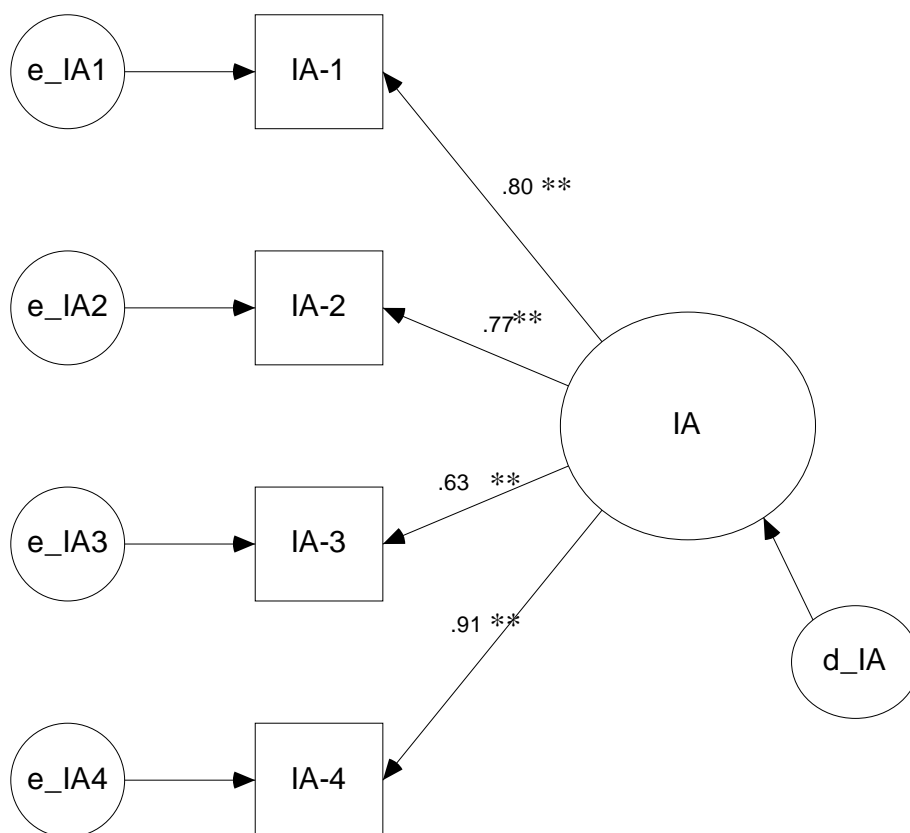 e_IA1
IA-1
.80 **
e_IA2
IA-2
.77**
IA
.63 **
e_IA3
IA-3
.91 **
d_IA
e_IA4
IA-4